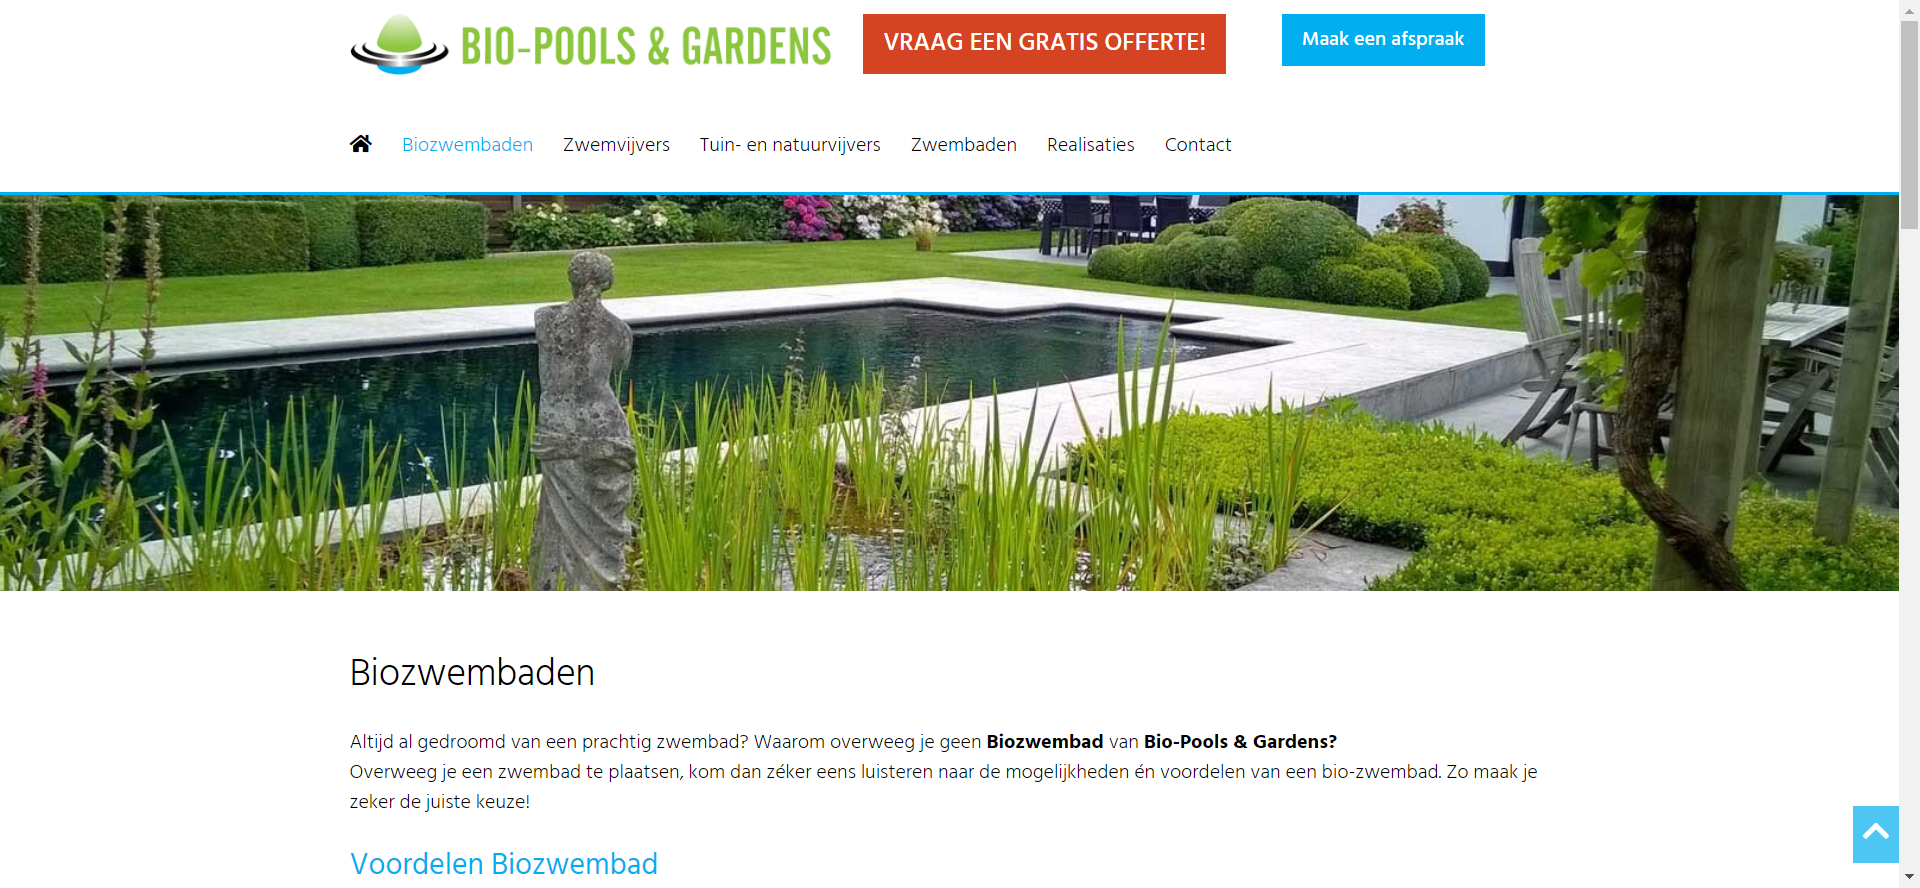 BIO-POOLS & GARDENS
VRAAG EEN GRATIS OFFERTE!
Maak een afspraak
Biozwembaden
Zwemvijvers
Tuin- en natuurvijvers
Zwembaden
Realisaties
Contact
Biozwembaden
Altijd al gedroomd van een prachtig zwembad? Waarom overweeg je geen Biozwembad van Bio-Pools & Gardens?
Overweeg je een zwembad te plaatsen, kom dan zéker eens luisteren naar de mogelijkheden én voordelen van een bio-zwembad. Zo maak je
zeker de juiste keuze!
Voordelen Biozwembad